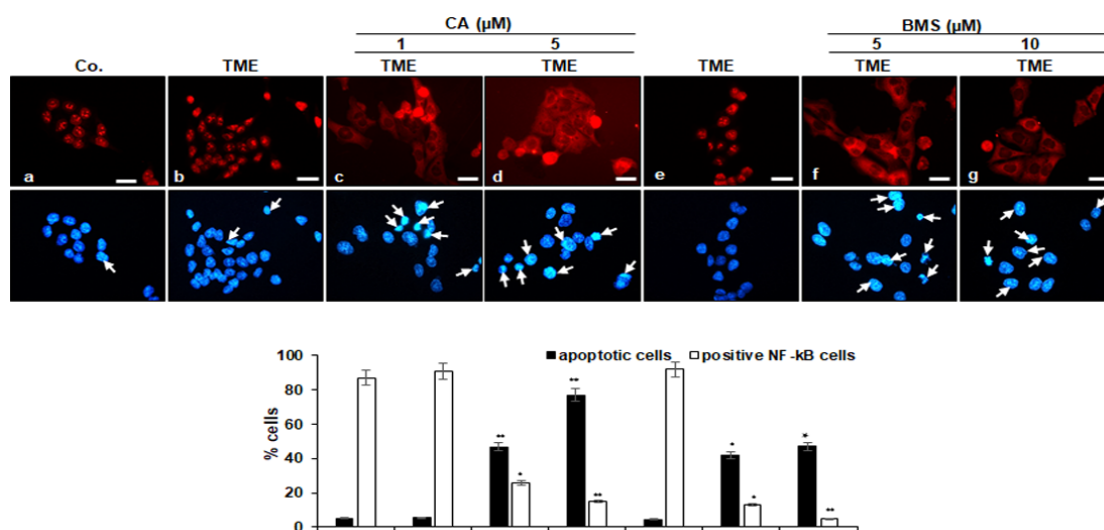 CA (µM) BMS (µM)
1 5 5 10
Co. TME TME TME TME TME TME
a b c d e f g
100 ■ apoptotic cells □ positive NF-kB cells
80 **
60
40 ** * *
20 * ** * **
0
% cells